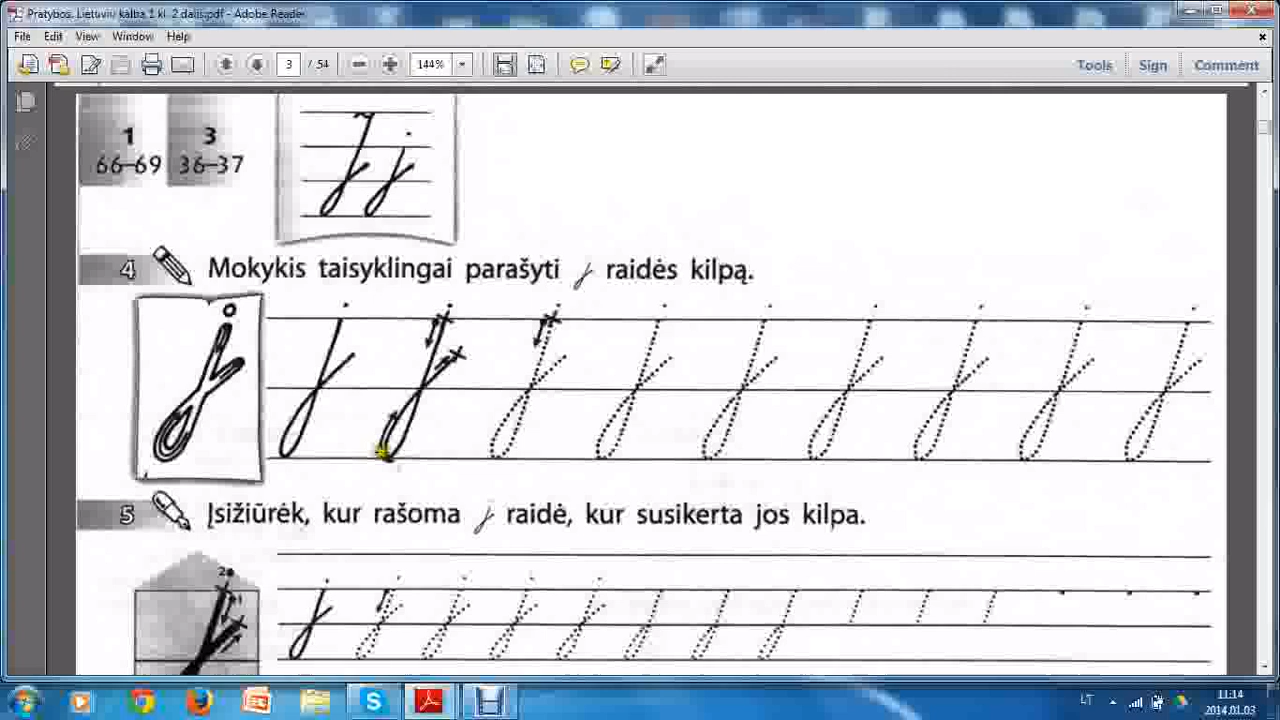 Pratybos. Lietuvių kalba 1 kl. 2 dalis.pdf - Adobe Reader
File Edit View Window Help
3 / 54 144% Tools Sign Comment
1 3
66–69 36–37
J j
4 Mokykis taisyklingai parašyti j raidės kilpą.
j j j j j j j j j j
5 Įsižiūrėk, kur rašoma j raidė, kur susikerta jos kilpa.
j j j j j j j j
LT 11:14
2014.01.03